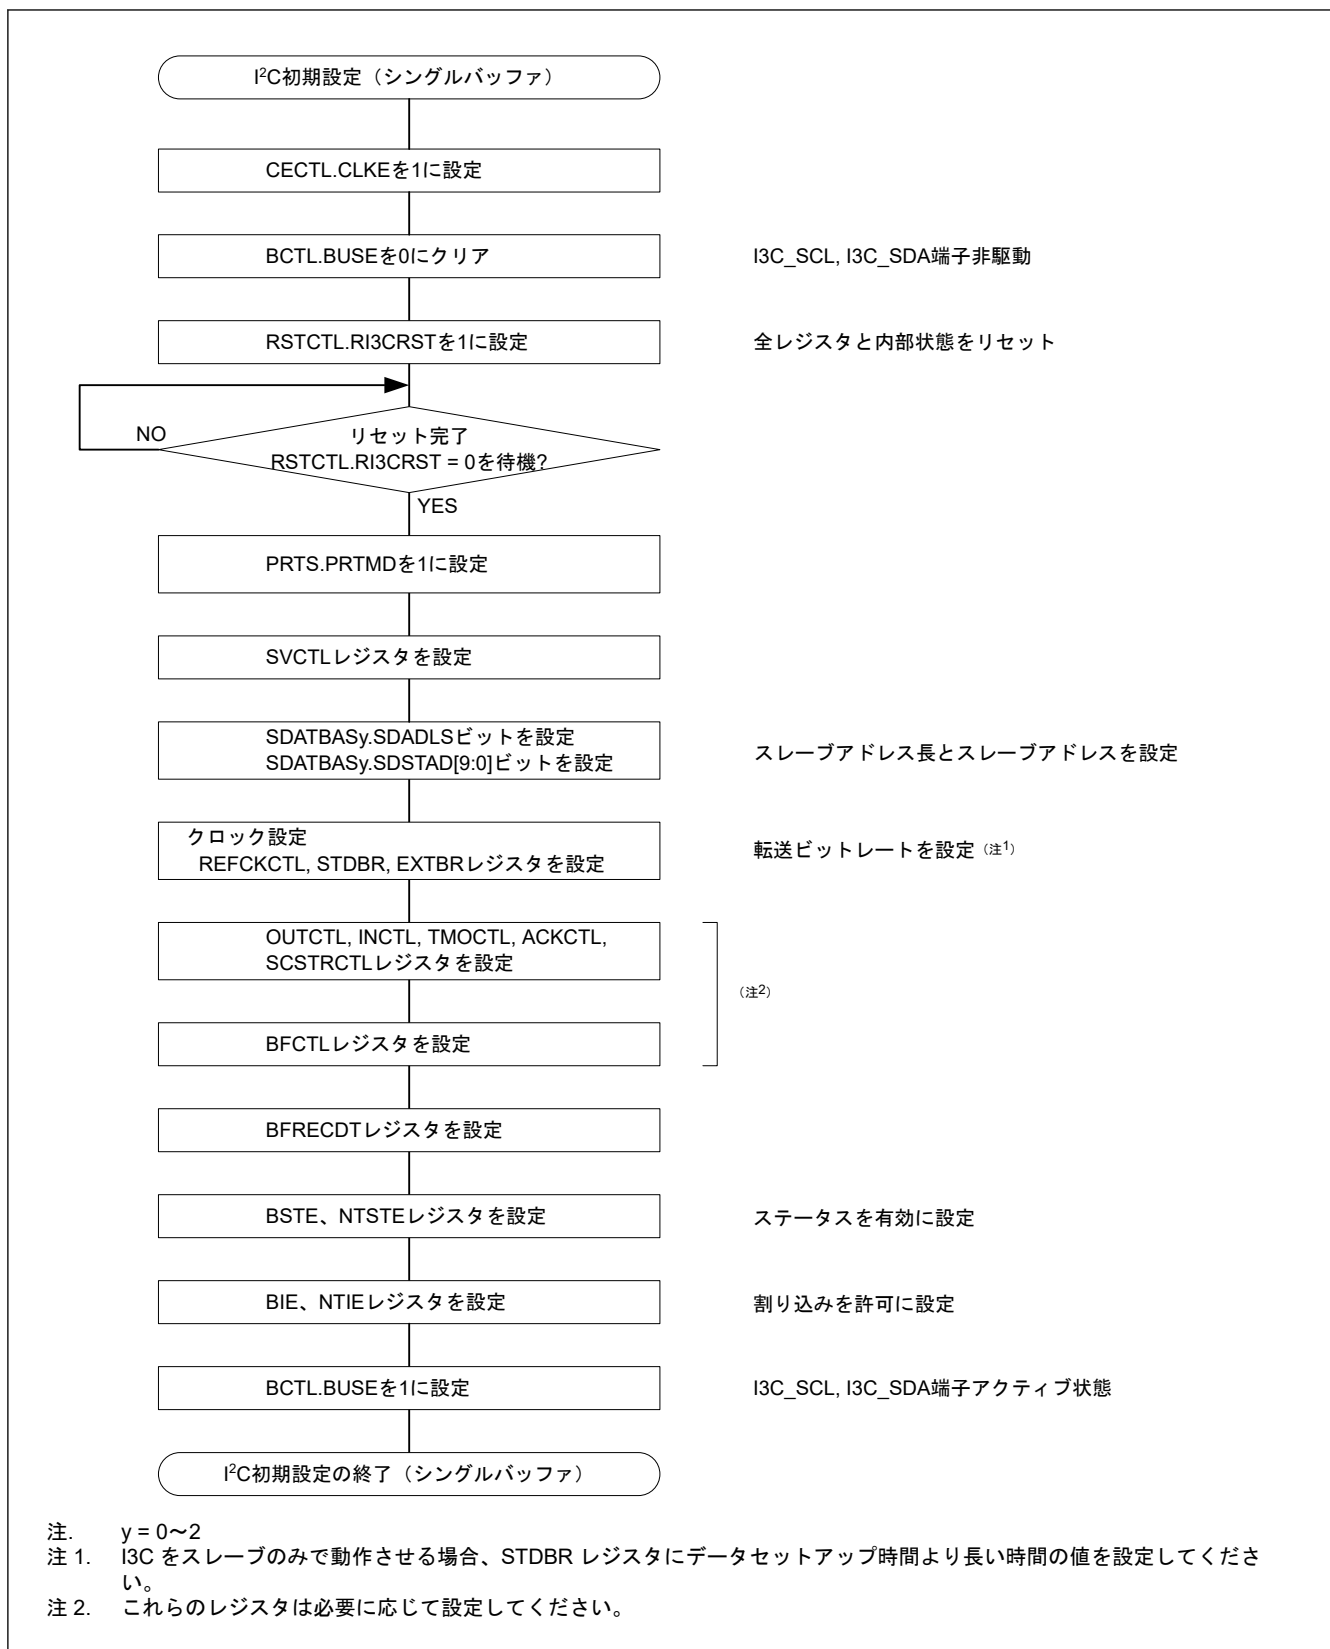 I²C初期設定（シングルバッファ）
CECTL.CLKEを1に設定
BCTL.BUSEを0にクリア
I3C_SCL, I3C_SDA端子非駆動
RSTCTL.RI3CRSTを1に設定
全レジスタと内部状態をリセット
NO
リセット完了
RSTCTL.RI3CRST = 0を待機?
YES
PRTS.PRTMDを1に設定
SVCTLレジスタを設定
SDATBASy.SDADLSビットを設定
SDATBASy.SDSTAD[9:0]ビットを設定
スレーブアドレス長とスレーブアドレスを設定
クロック設定
REFCKCTL, STDBR, EXTBRレジスタを設定
転送ビットレートを設定（注1）
OUTCTL, INCTL, TMOCTL, ACKCTL,
SCSTRCTLレジスタを設定
（注2）
BFCTLレジスタを設定
BFRECDTレジスタを設定
BSTE、NTSTEレジスタを設定
ステータスを有効に設定
BIE、NTIEレジスタを設定
割り込みを許可に設定
BCTL.BUSEを1に設定
I3C_SCL, I3C_SDA端子アクティブ状態
I²C初期設定の終了（シングルバッファ）
注. y = 0～2
注 1. I3C をスレーブのみで動作させる場合、STDBR レジスタにデータセットアップ時間より長い時間の値を設定してくださ
い。
注 2. これらのレジスタは必要に応じて設定してください。